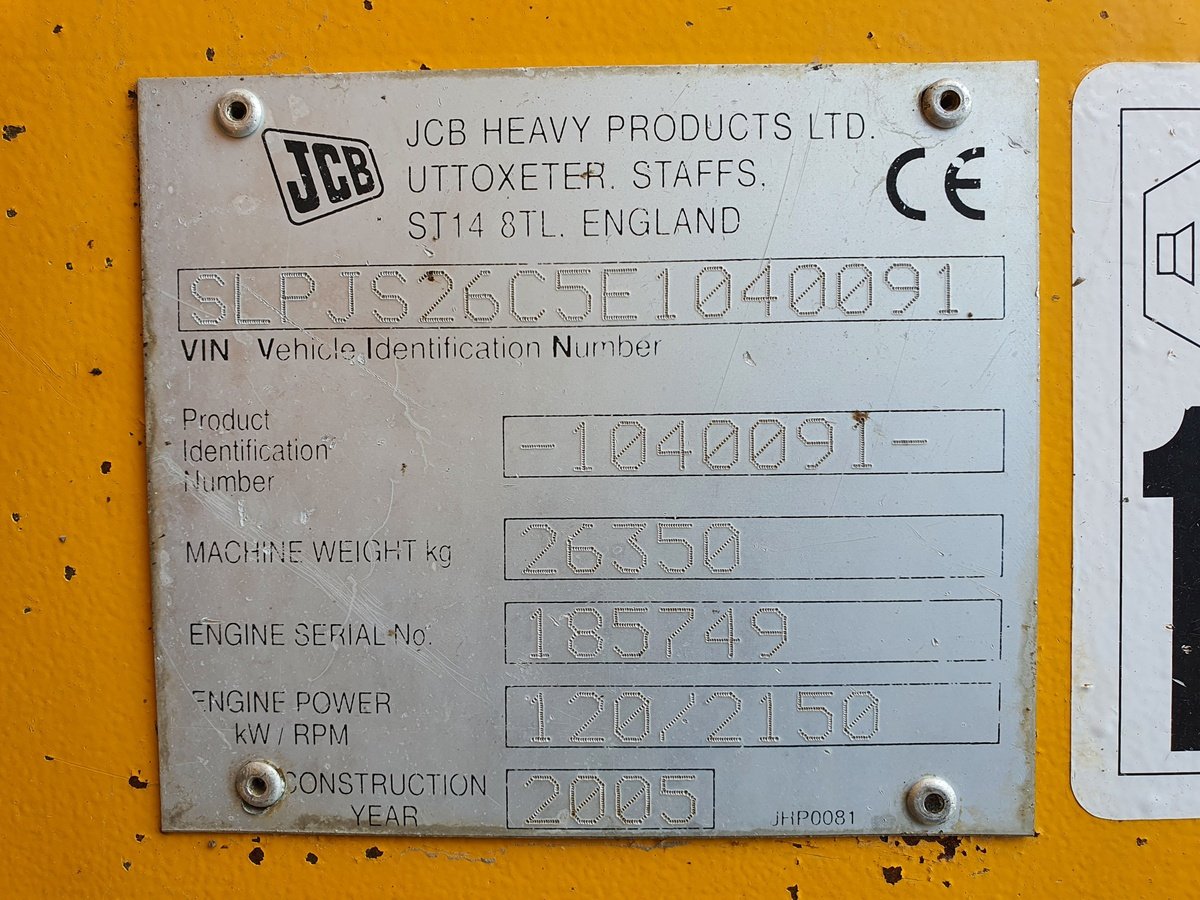 JCB
JCB HEAVY PRODUCTS LTD.
UTTOXETER. STAFFS.
ST14 8TL. ENGLAND
CE
SLPJS26C5E1040091
VIN Vehicle Identification Number
Product
Identification
Number
-1040091-
MACHINE WEIGHT kg
26350
ENGINE SERIAL No.
185749
ENGINE POWER
kW / RPM
120/2150
CONSTRUCTION
YEAR
2005
JHP0081
1